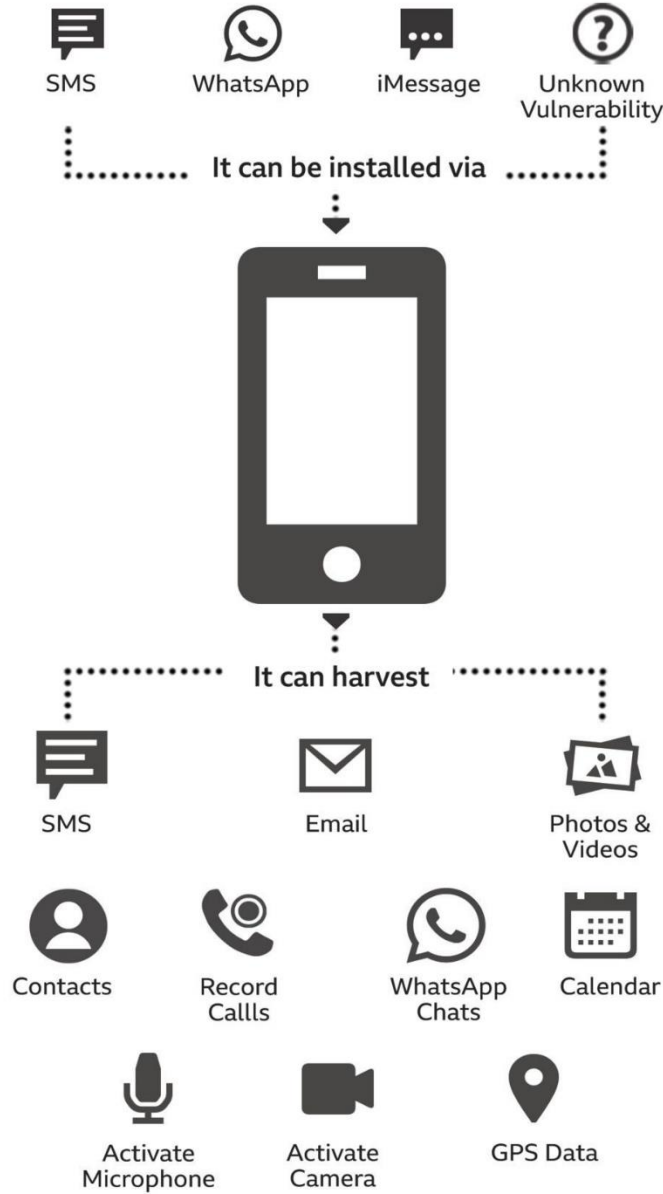 SMS
WhatsApp
iMessage
Unknown
Vulnerability
It can be installed via
It can harvest
SMS
Email
Photos &
Videos
Contacts
Record
Callls
WhatsApp
Chats
Calendar
Activate
Microphone
Activate
Camera
GPS Data